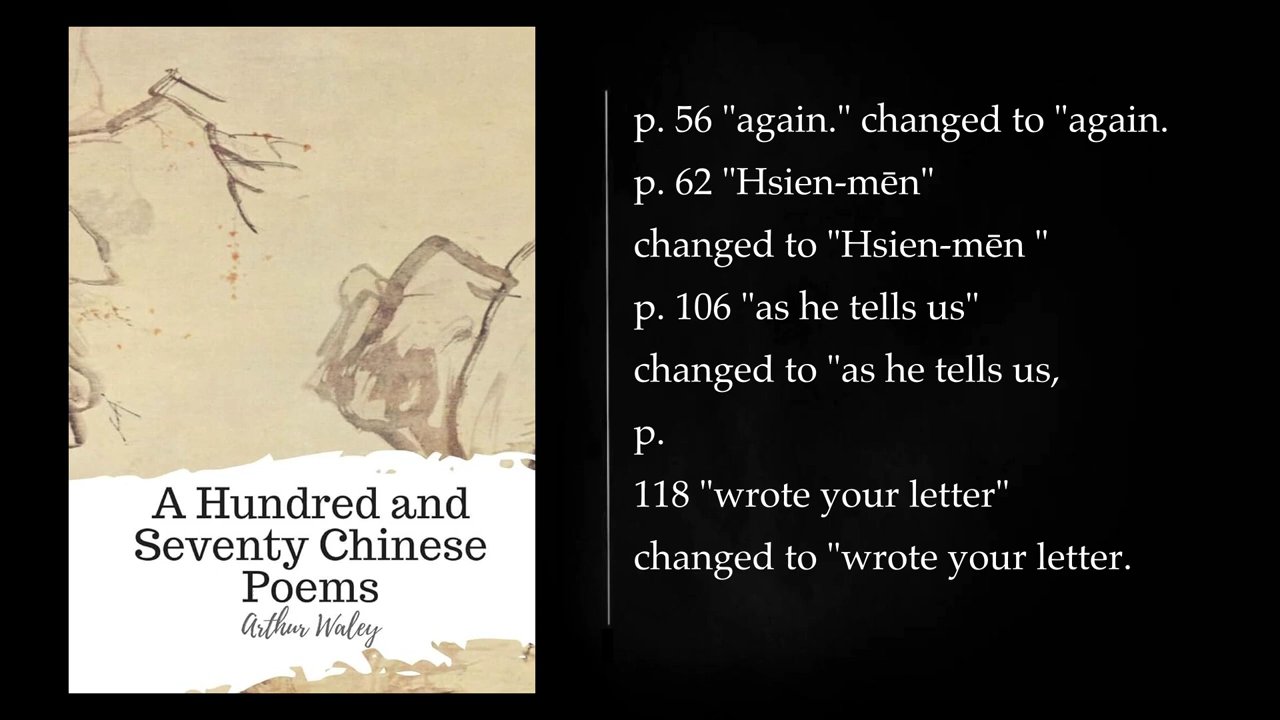 A Hundred and
Seventy Chinese
Poems
Arthur Waley
p. 56 "again." changed to "again.
p. 62 "Hsien-mēn"
changed to "Hsien-mēn "
p. 106 "as he tells us"
changed to "as he tells us,
p.
118 "wrote your letter"
changed to "wrote your letter.